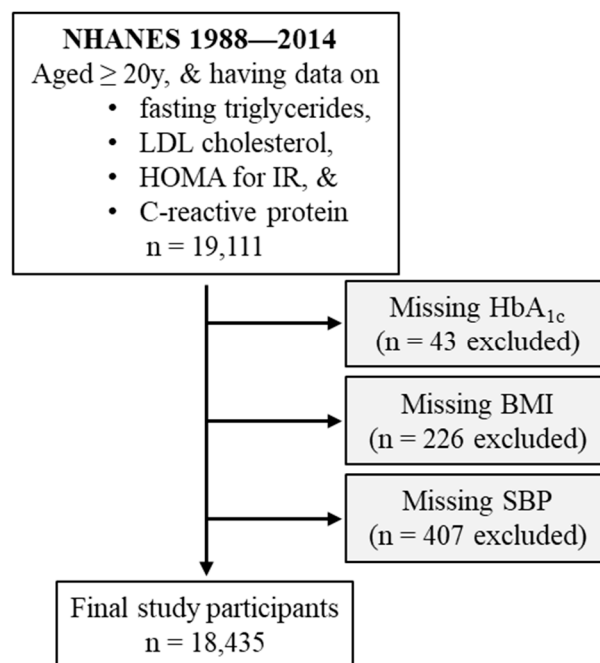 NHANES 1988—2014
Aged ≥ 20y, & having data on
• fasting triglycerides,
• LDL cholesterol,
• HOMA for IR, &
• C-reactive protein
n = 19,111
Missing HbA1c
(n = 43 excluded)
Missing BMI
(n = 226 excluded)
Missing SBP
(n = 407 excluded)
Final study participants
n = 18,435